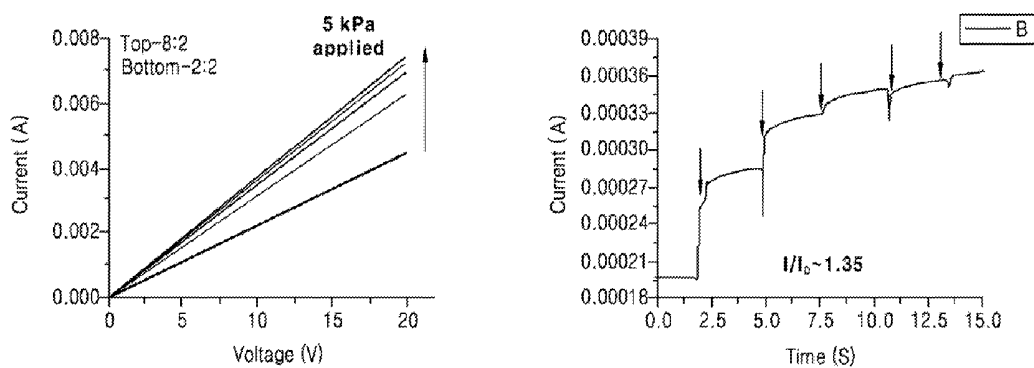 0.008
0.006
0.004
0.002
0.000
Current (A)
Top-8:2
Bottom-2:2
5 kPa
applied
0
5
10
15
20
Voltage (V)
B
0.00039
0.00036
0.00033
0.00030
0.00027
0.00024
0.00021
0.00018
Current (A)
I/I₀~1.35
0.0
2.5
5.0
7.5
10.0
12.5
15.0
Time (S)